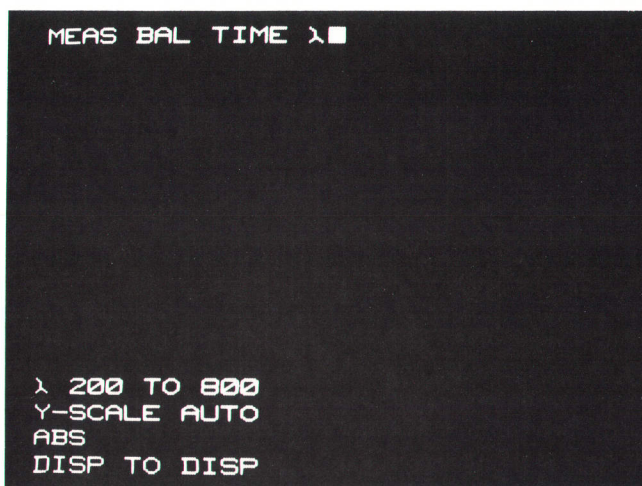 MEAS BAL TIME λ
λ 200 TO 800
Y-SCALE AUTO
ABS
DISP TO DISP